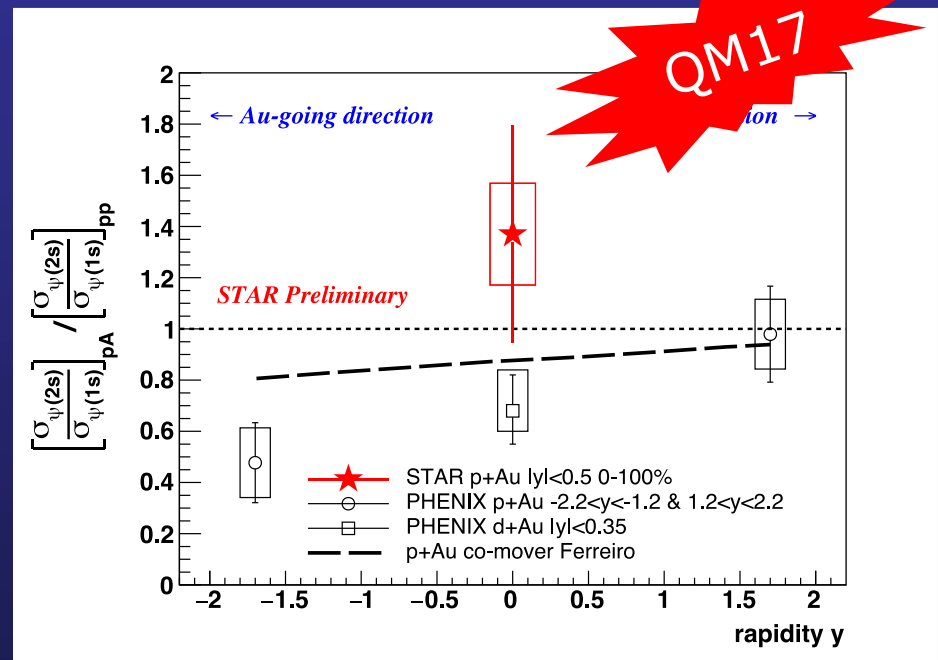 QM17
← Au-going direction
ion →
STAR Preliminary
[σψ(2s)/σψ(1s)]pA / [σψ(2s)/σψ(1s)]pp
2
1.8
1.6
1.4
1.2
1
0.8
0.6
0.4
0.2
0
STAR p+Au |y|<0.5 0-100%
PHENIX p+Au -2.2<y<-1.2 & 1.2<y<2.2
PHENIX d+Au |y|<0.35
p+Au co-mover Ferreiro
−2 −1.5 −1 −0.5 0 0.5 1 1.5 2
rapidity y